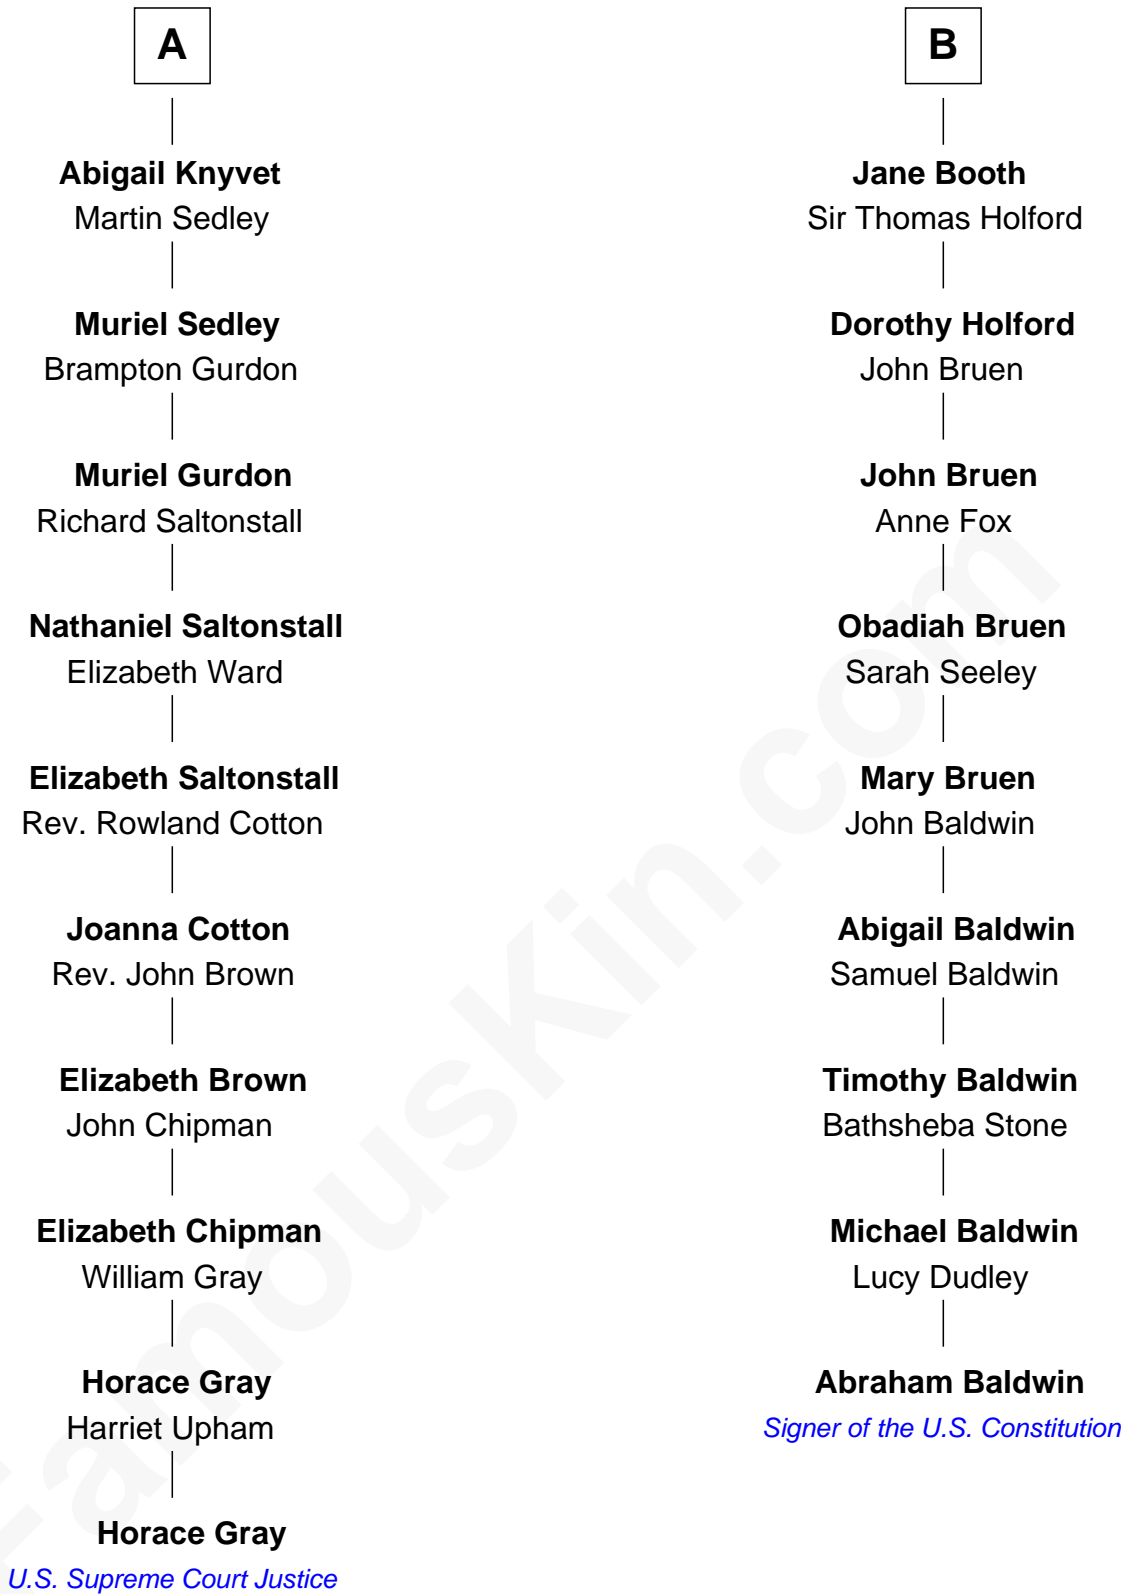 A
Abigail Knyvet
Martin Sedley
Muriel Sedley
Brampton Gurdon
Muriel Gurdon
Richard Saltonstall
Nathaniel Saltonstall
Elizabeth Ward
Elizabeth Saltonstall
Rev. Rowland Cotton
Joanna Cotton
Rev. John Brown
Elizabeth Brown
John Chipman
Elizabeth Chipman
William Gray
Horace Gray
Harriet Upham
Horace Gray
U.S. Supreme Court Justice
B
Jane Booth
Sir Thomas Holford
Dorothy Holford
John Bruen
John Bruen
Anne Fox
Obadiah Bruen
Sarah Seeley
Mary Bruen
John Baldwin
Abigail Baldwin
Samuel Baldwin
Timothy Baldwin
Bathsheba Stone
Michael Baldwin
Lucy Dudley
Abraham Baldwin
Signer of the U.S. Constitution
FamousKin.com